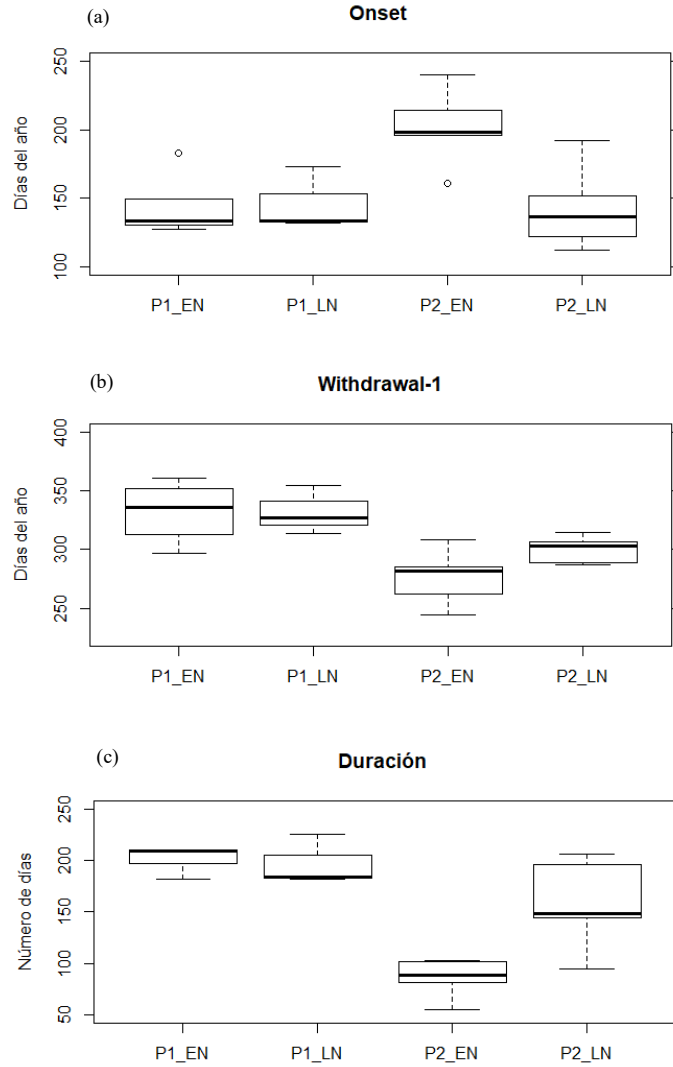 (a)
Onset
Días del año
250
200
150
100
P1_EN P1_LN P2_EN P2_LN
(b)
Withdrawal-1
Días del año
400
350
300
250
P1_EN P1_LN P2_EN P2_LN
(c)
Duración
Número de días
250
200
150
100
50
P1_EN P1_LN P2_EN P2_LN